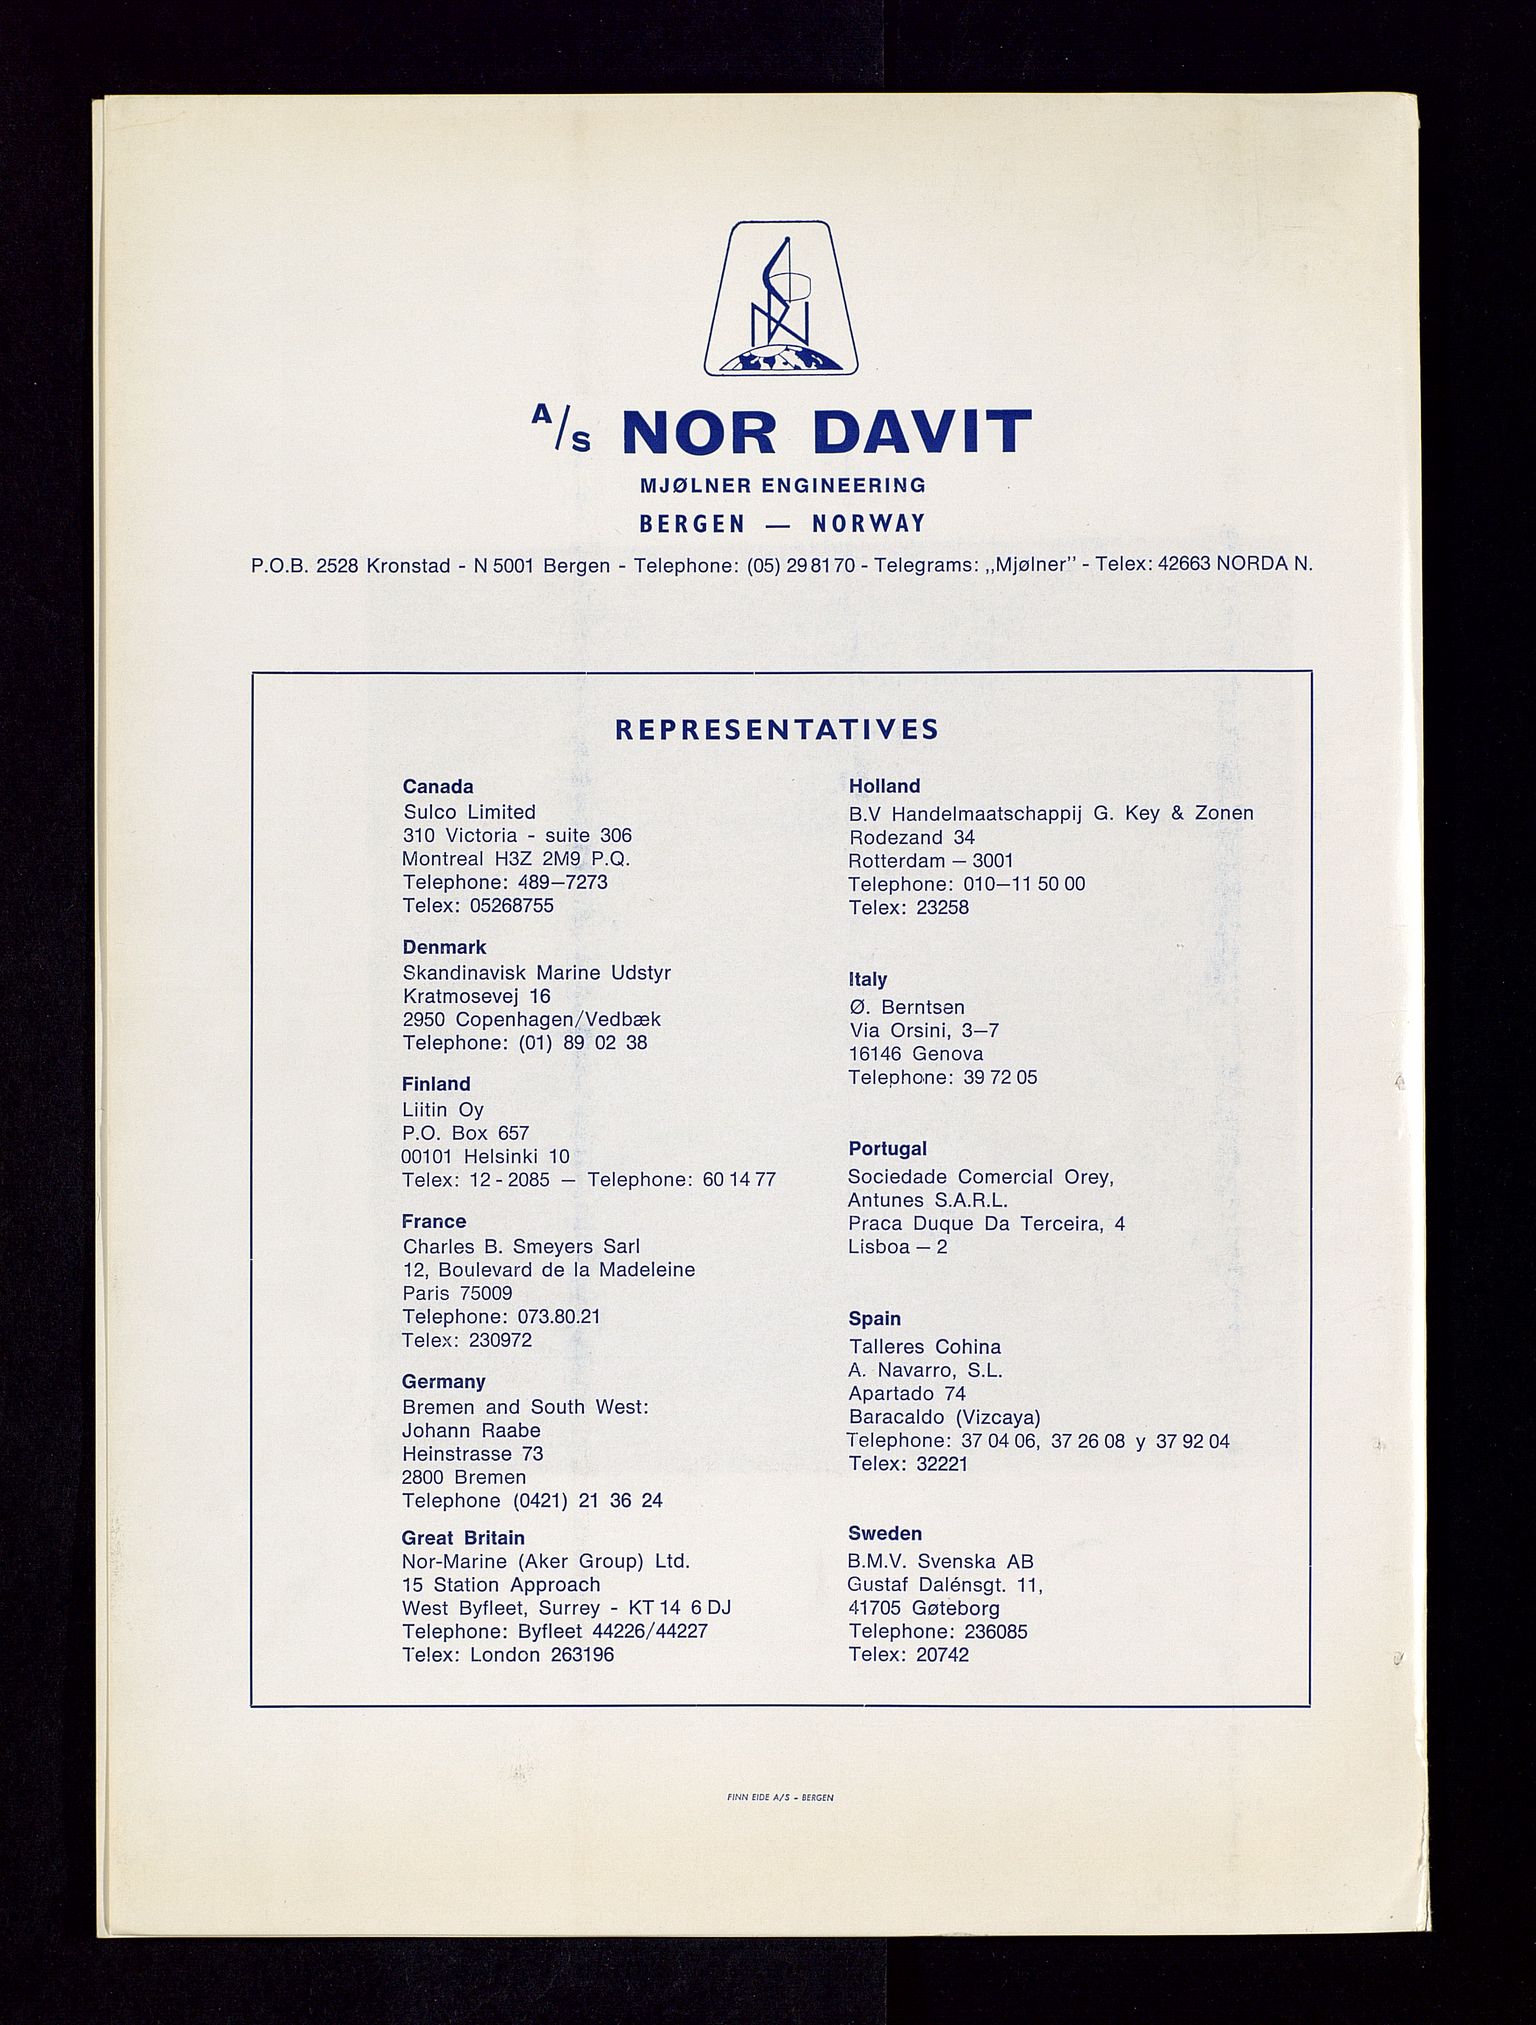 A/S NOR DAVIT
MJØLNER ENGINEERING
BERGEN — NORWAY
P.O.B. 2528 Kronstad - N 5001 Bergen - Telephone: (05) 29 81 70 - Telegrams: ,,Mjølner’’ - Telex: 42663 NORDA N.
REPRESENTATIVES
Canada
Sulco Limited
310 Victoria - suite 306
Montreal H3Z 2M9 P.Q.
Telephone: 489—7273
Telex: 05268755
Denmark
Skandinavisk Marine Udstyr
Kratmosevej 16
2950 Copenhagen/Vedbæk
Telephone: (01) 89 02 38
Finland
Liitin Oy
P.O. Box 657
00101 Helsinki 10
Telex: 12 - 2085 — Telephone: 60 14 77
France
Charles B. Smeyers Sarl
12, Boulevard de la Madeleine
Paris 75009
Telephone: 073.80.21
Telex: 230972
Germany
Bremen and South West:
Johann Raabe
Heinstrasse 73
2800 Bremen
Telephone (0421) 21 36 24
Great Britain
Nor-Marine (Aker Group) Ltd.
15 Station Approach
West Byfleet, Surrey - KT 14 6 DJ
Telephone: Byfleet 44226/44227
Telex: London 263196
Holland
B.V Handelmaatschappij G. Key & Zonen
Rodezand 34
Rotterdam — 3001
Telephone: 010—11 50 00
Telex: 23258
Italy
Ø. Berntsen
Via Orsini, 3—7
16146 Genova
Telephone: 39 72 05
Portugal
Sociedade Comercial Orey,
Antunes S.A.R.L.
Praca Duque Da Terceira, 4
Lisboa — 2
Spain
Talleres Cohina
A. Navarro, S.L.
Apartado 74
Baracaldo (Vizcaya)
Telephone: 37 04 06, 37 26 08 y 37 92 04
Telex: 32221
Sweden
B.M.V. Svenska AB
Gustaf Dalénsgt. 11,
41705 Gøteborg
Telephone: 236085
Telex: 20742
FINN EIDE A/S - BERGEN